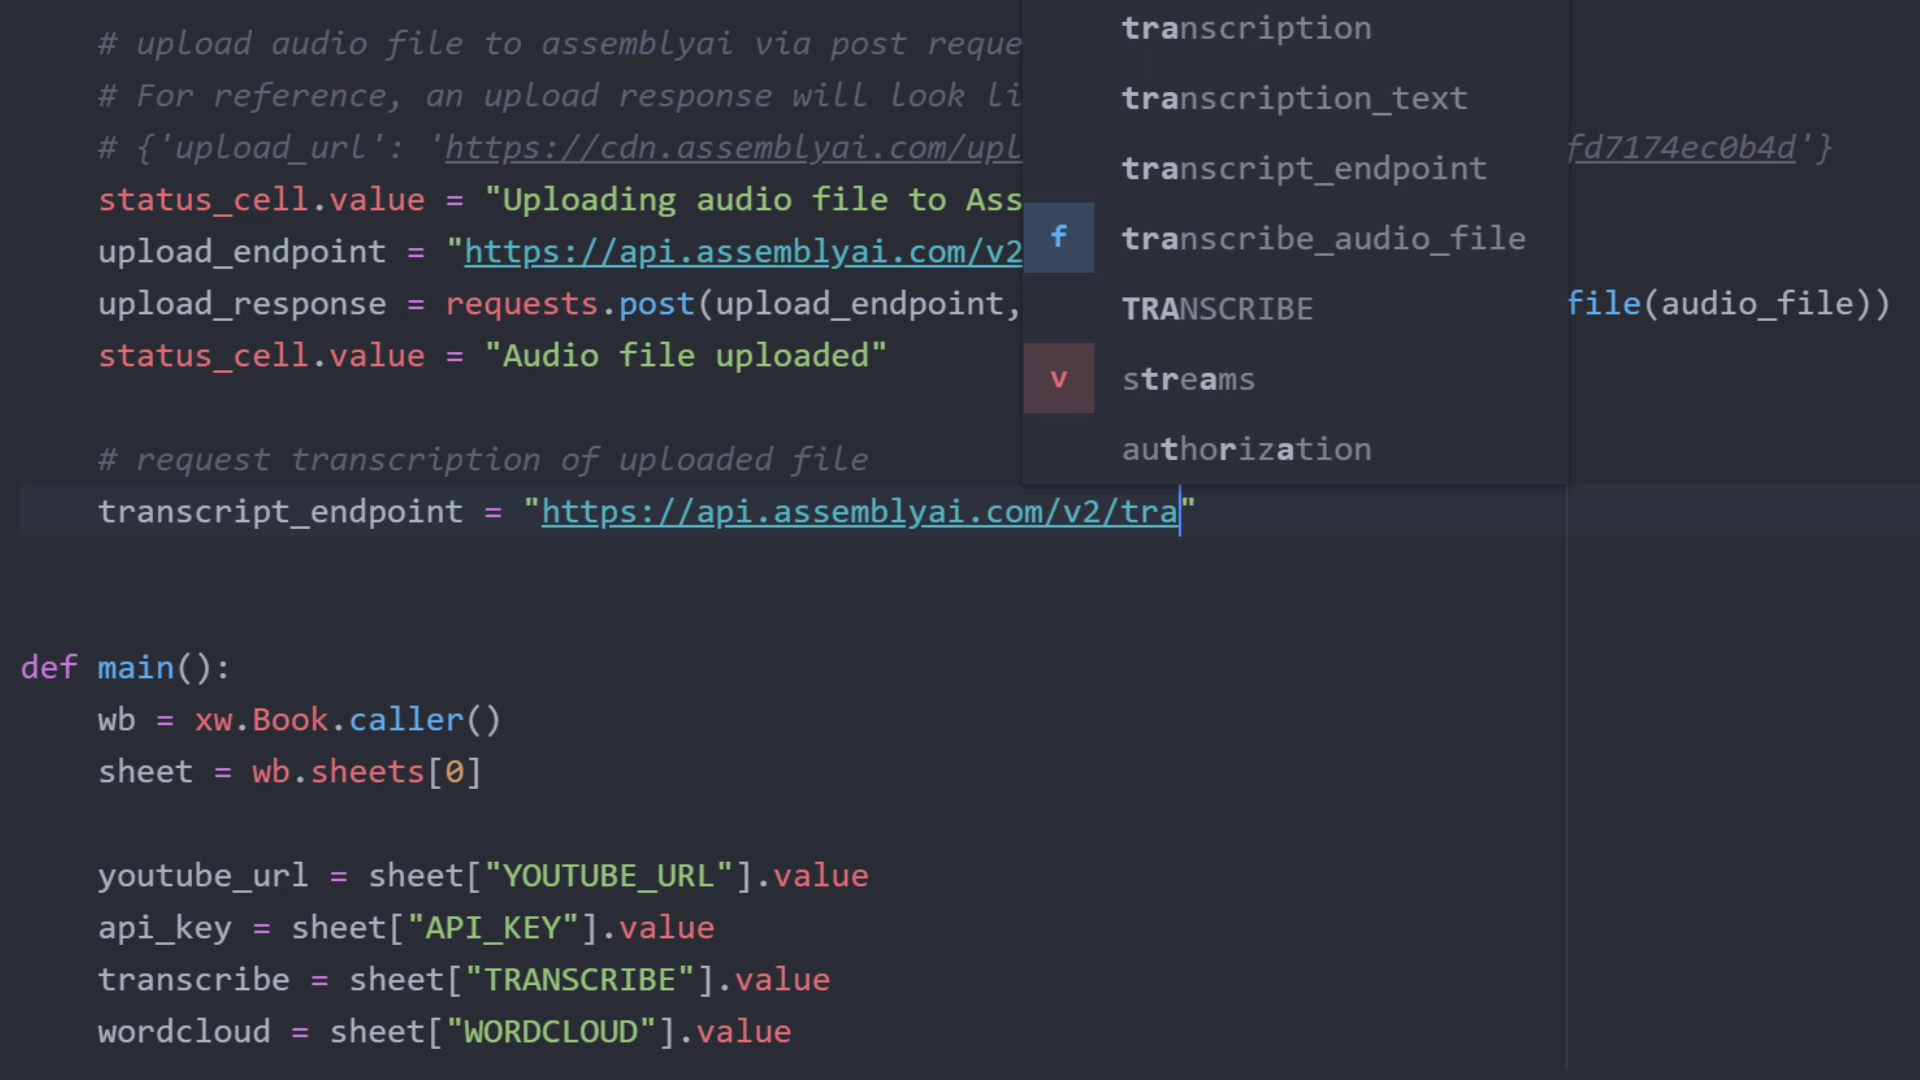 # upload audio file to assemblyai via post reque
# For reference, an upload response will look li
# {'upload_url': 'https://cdn.assemblyai.com/upl fd7174ec0b4d'}
status_cell.value = "Uploading audio file to Ass
upload_endpoint = "https://api.assemblyai.com/v2
upload_response = requests.post(upload_endpoint, file(audio_file))
status_cell.value = "Audio file uploaded"
# request transcription of uploaded file
transcript_endpoint = "https://api.assemblyai.com/v2/tra"
transcription
transcription_text
transcript_endpoint
f transcribe_audio_file
TRANSCRIBE
v streams
authorization
def main():
wb = xw.Book.caller()
sheet = wb.sheets[0]
youtube_url = sheet["YOUTUBE_URL"].value
api_key = sheet["API_KEY"].value
transcribe = sheet["TRANSCRIBE"].value
wordcloud = sheet["WORDCLOUD"].value